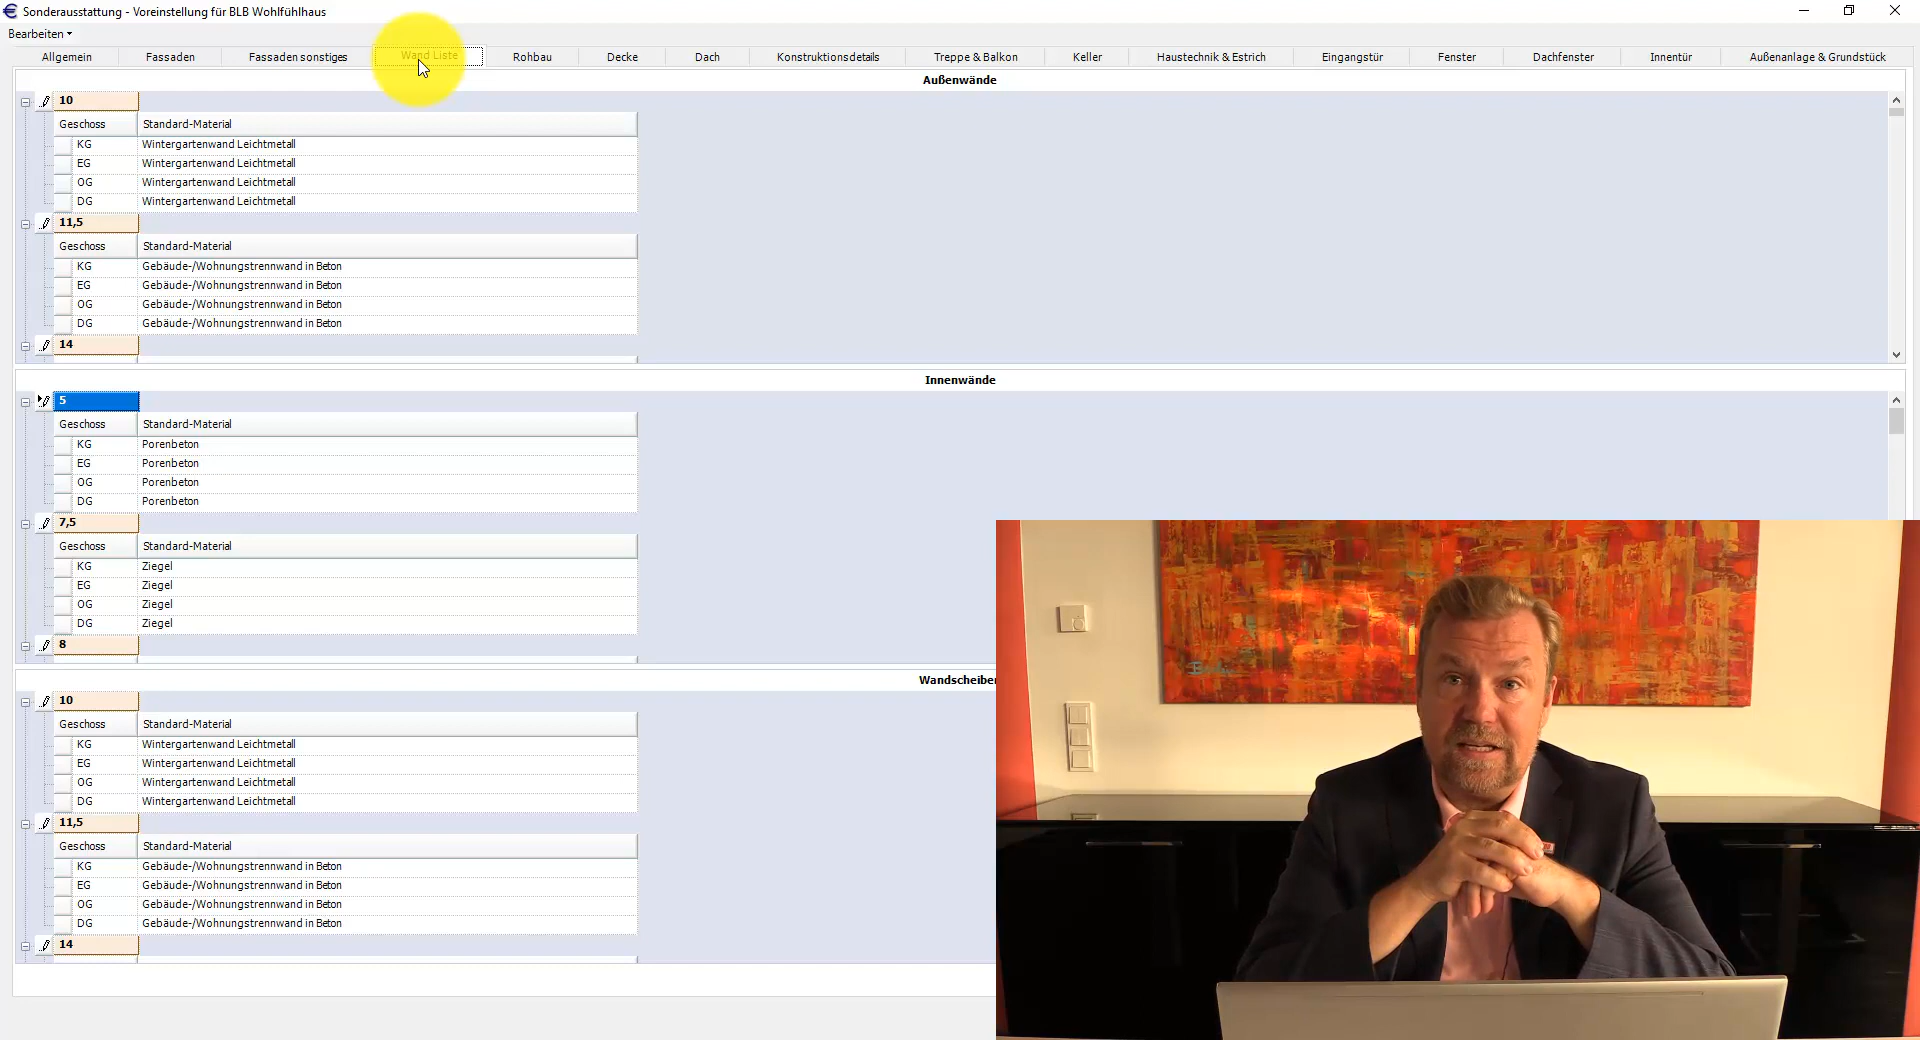 Sonderausstattung - Voreinstellung für BLB Wohlfühlhaus
Bearbeiten
Allgemein Fassaden Fassaden sonstiges Wand Liste Rohbau Decke Dach Konstruktionsdetails Treppe & Balkon Keller Haustechnik & Estrich Eingangstür Fenster Dachfenster Innentür Außenanlage & Grundstück
Außenwände
10
Geschoss Standard-Material
KG Wintergartenwand Leichtmetall
EG Wintergartenwand Leichtmetall
OG Wintergartenwand Leichtmetall
DG Wintergartenwand Leichtmetall
11,5
Geschoss Standard-Material
KG Gebäude-/Wohnungstrennwand in Beton
EG Gebäude-/Wohnungstrennwand in Beton
OG Gebäude-/Wohnungstrennwand in Beton
DG Gebäude-/Wohnungstrennwand in Beton
14
Innenwände
5
Geschoss Standard-Material
KG Porenbeton
EG Porenbeton
OG Porenbeton
DG Porenbeton
7,5
Geschoss Standard-Material
KG Ziegel
EG Ziegel
OG Ziegel
DG Ziegel
8
Wandscheiben
10
Geschoss Standard-Material
KG Wintergartenwand Leichtmetall
EG Wintergartenwand Leichtmetall
OG Wintergartenwand Leichtmetall
DG Wintergartenwand Leichtmetall
11,5
Geschoss Standard-Material
KG Gebäude-/Wohnungstrennwand in Beton
EG Gebäude-/Wohnungstrennwand in Beton
OG Gebäude-/Wohnungstrennwand in Beton
DG Gebäude-/Wohnungstrennwand in Beton
14